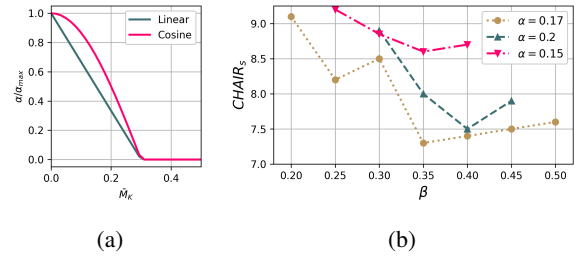 α/α_max
1.0
0.8
0.6
0.4
0.2
0.0
0.0 0.2 0.4
M̄_K
Linear
Cosine
(a)
CHAIR_s
9.0
8.5
8.0
7.5
7.0
0.20 0.25 0.30 0.35 0.40 0.45 0.50
β
α = 0.17
α = 0.2
α = 0.15
(b)